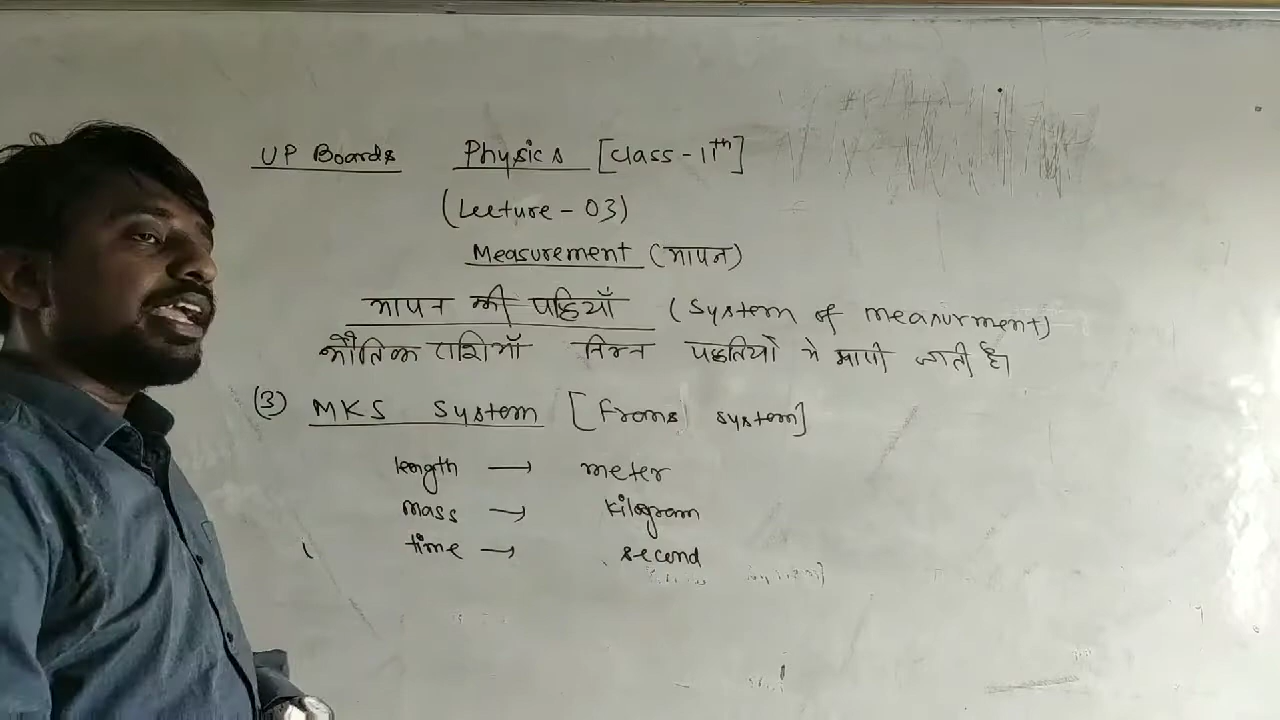 UP Boards Physics [Class-11th]
(Lecture - 03)
Measurement (मापन)
मापन की पद्धियाँ (System of measurment)
भौतिक राशियाँ निम्न पद्धतियों मे मापी जाती है।
(3) MKS System [Froms system]
length → meter
mass → kilogram
time → second